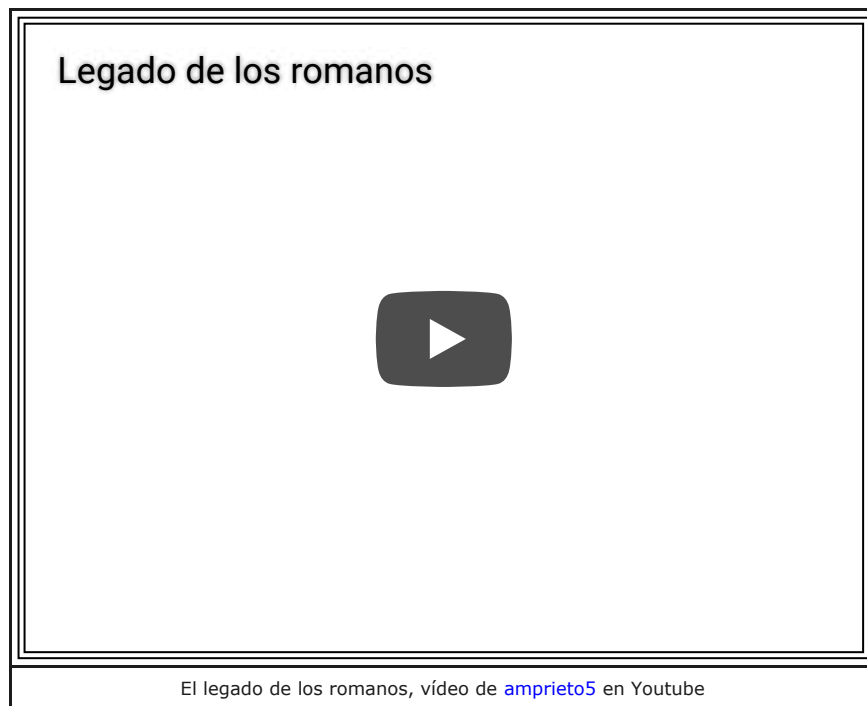 Legado de los romanos
El legado de los romanos, vídeo de amprieto5 en Youtube